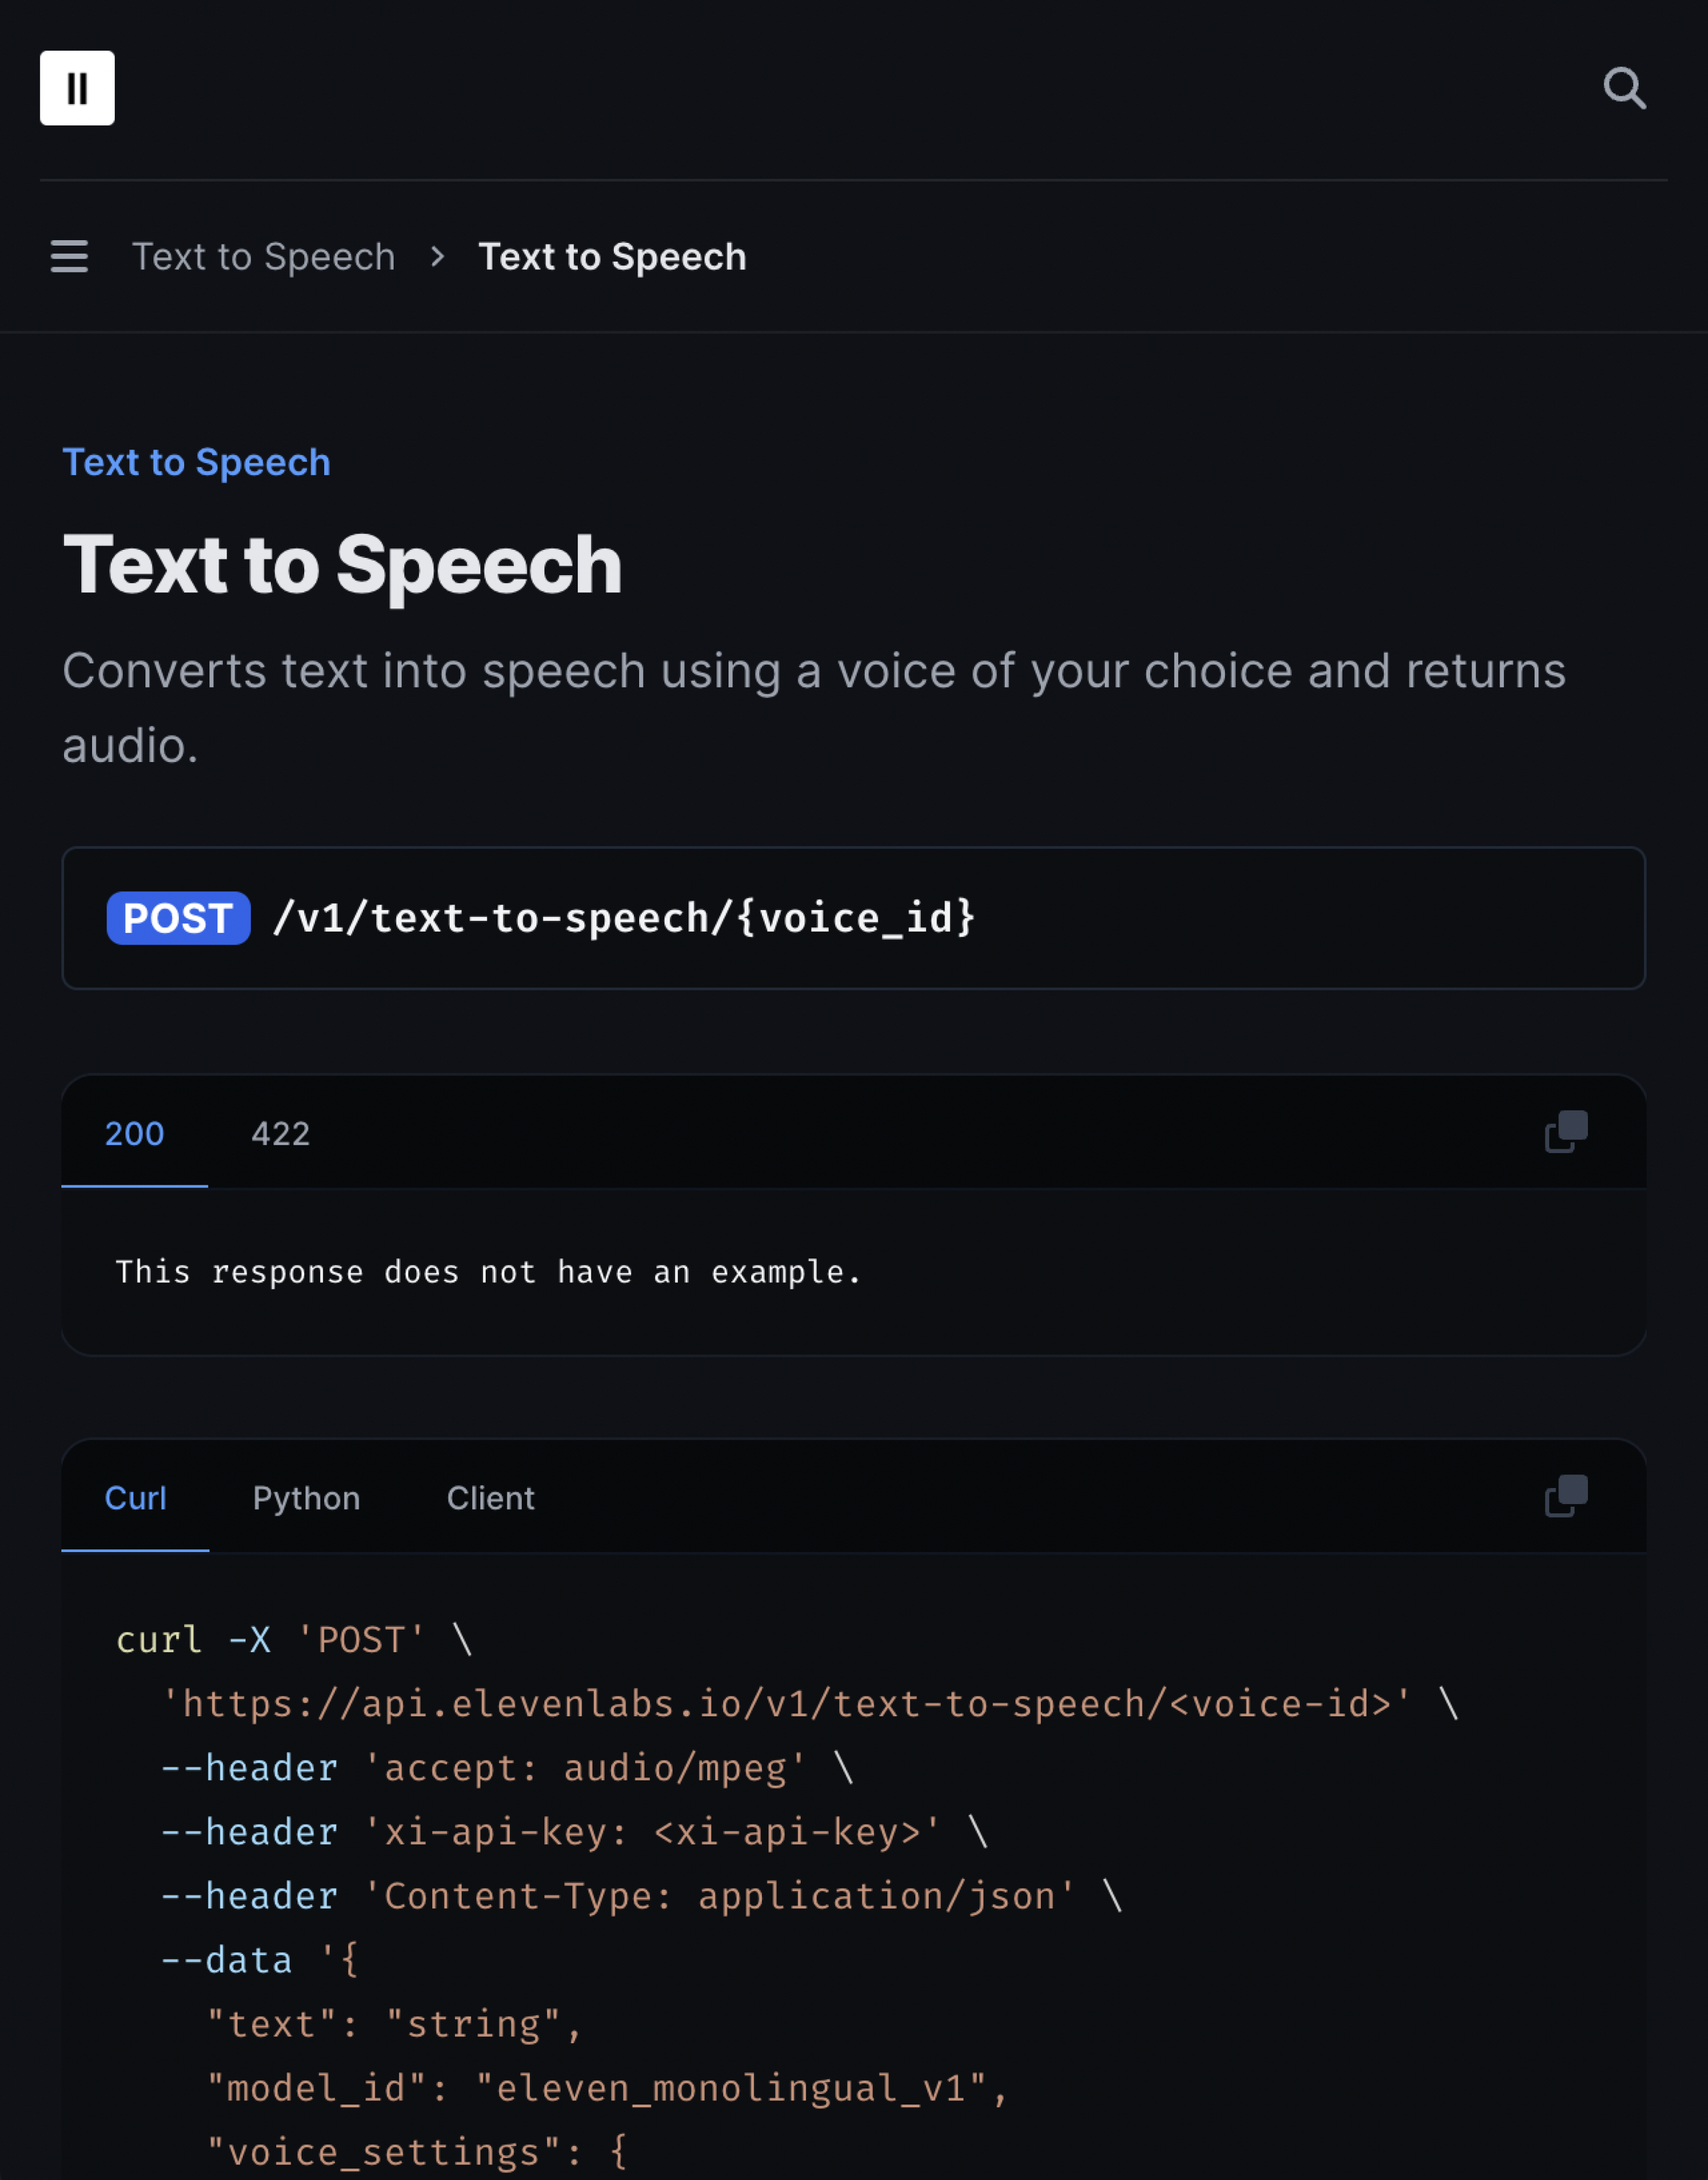 Text to Speech > Text to Speech
Text to Speech
Text to Speech
Converts text into speech using a voice of your choice and returns
audio.
POST /v1/text-to-speech/{voice_id}
200 422
This response does not have an example.
Curl Python Client
curl -X 'POST' \
  'https://api.elevenlabs.io/v1/text-to-speech/<voice-id>' \
  --header 'accept: audio/mpeg' \
  --header 'xi-api-key: <xi-api-key>' \
  --header 'Content-Type: application/json' \
  --data '{
    "text": "string",
    "model_id": "eleven_monolingual_v1",
    "voice_settings": {